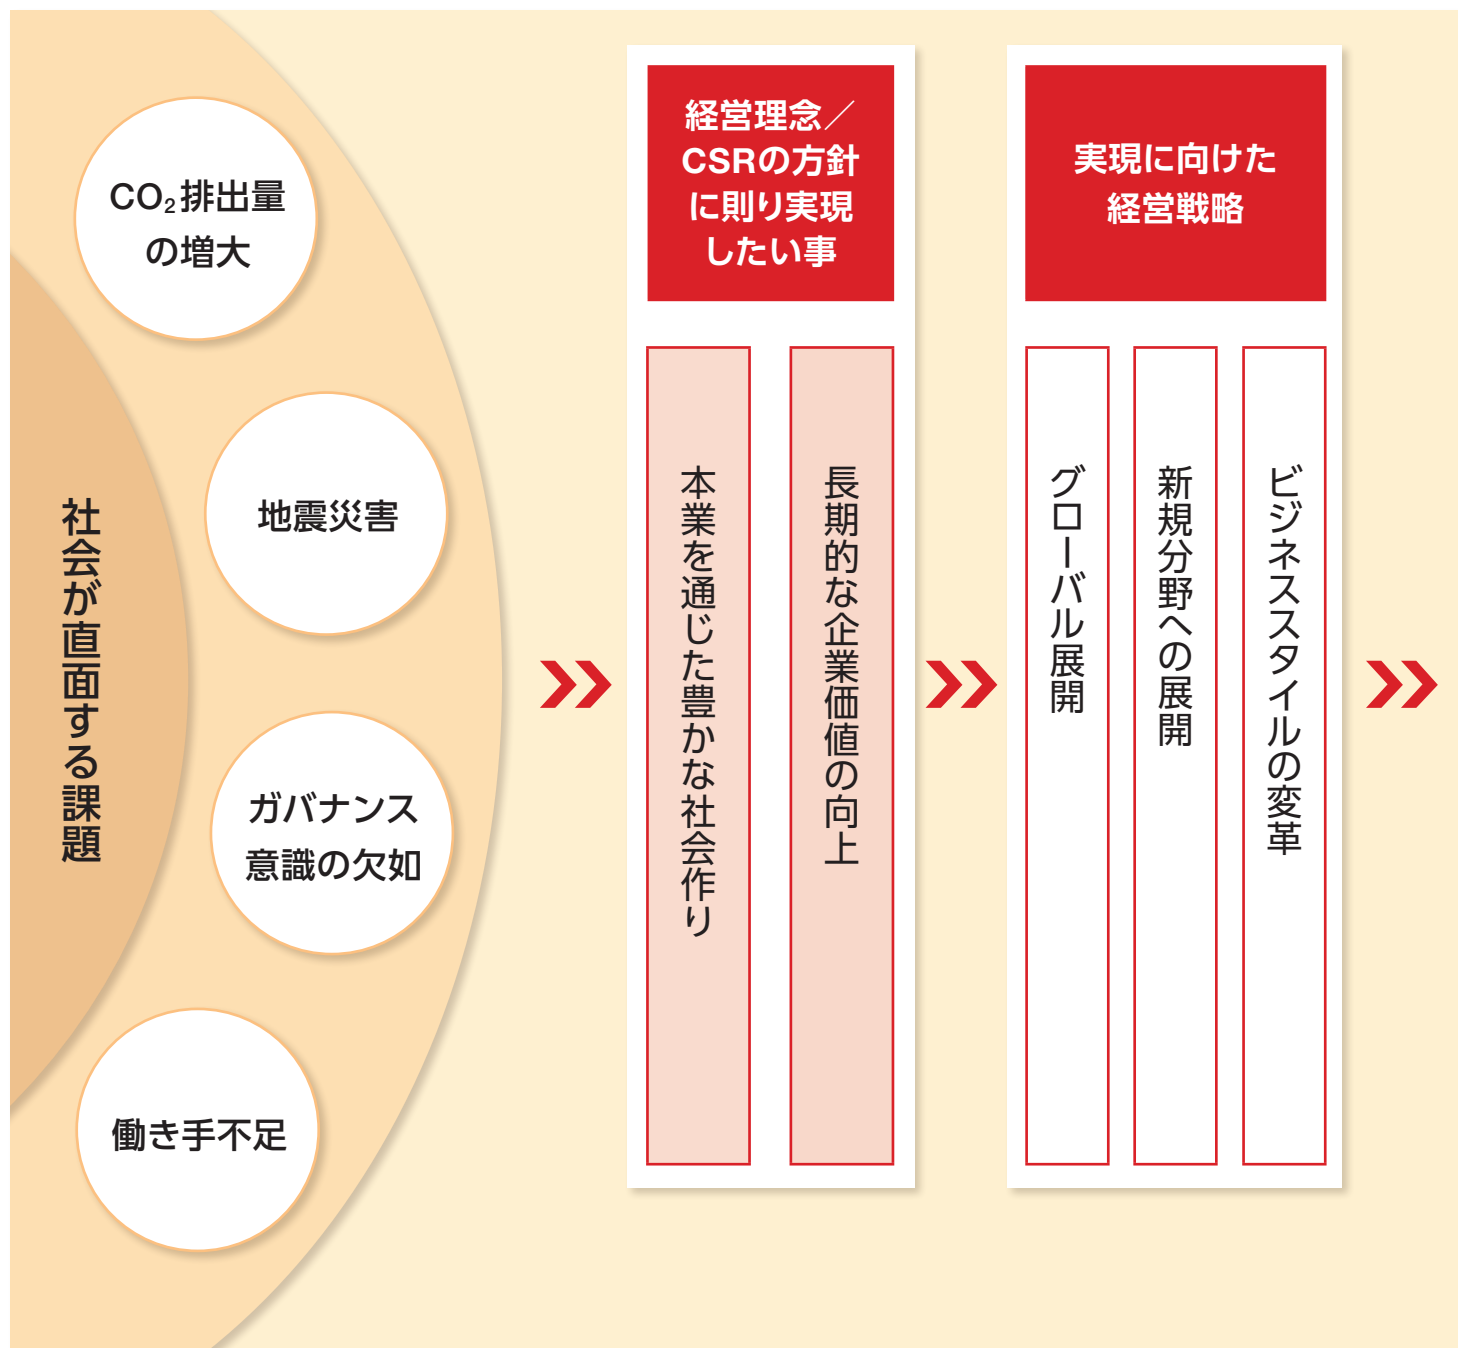 社会が直面する課題
CO₂排出量
の増大
地震災害
ガバナンス
意識の欠如
働き手不足
経営理念／
CSRの方針
に則り実現
したい事
本業を通じた豊かな社会作り
長期的な企業価値の向上
実現に向けた
経営戦略
グローバル展開
新規分野への展開
ビジネススタイルの変革